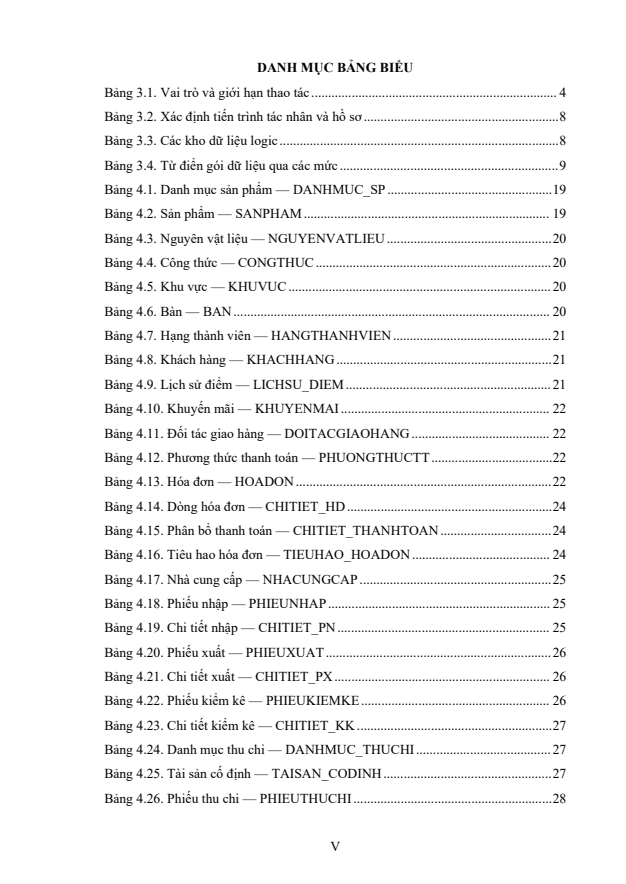 DANH MỤC BẢNG BIỂU
Bảng 3.1. Vai trò và giới hạn thao tác ........ 4
Bảng 3.2. Xác định tiến trình tác nhân và hồ sơ ........ 8
Bảng 3.3. Các kho dữ liệu logic ........ 8
Bảng 3.4. Từ điển gói dữ liệu qua các mức ........ 9
Bảng 4.1. Danh mục sản phẩm — DANHMUC_SP ........ 19
Bảng 4.2. Sản phẩm — SANPHAM ........ 19
Bảng 4.3. Nguyên vật liệu — NGUYENVATLIEU ........ 20
Bảng 4.4. Công thức — CONGTHUC ........ 20
Bảng 4.5. Khu vực — KHUVUC ........ 20
Bảng 4.6. Bàn — BAN ........ 20
Bảng 4.7. Hạng thành viên — HANGTHANHVIEN ........ 21
Bảng 4.8. Khách hàng — KHACHHANG ........ 21
Bảng 4.9. Lịch sử điểm — LICHSU_DIEM ........ 21
Bảng 4.10. Khuyến mãi — KHUYENMAI ........ 22
Bảng 4.11. Đối tác giao hàng — DOITACGIAOHANG ........ 22
Bảng 4.12. Phương thức thanh toán — PHUONGTHUCTT ........ 22
Bảng 4.13. Hóa đơn — HOADON ........ 22
Bảng 4.14. Dòng hóa đơn — CHITIET_HD ........ 24
Bảng 4.15. Phân bổ thanh toán — CHITIET_THANHTOAN ........ 24
Bảng 4.16. Tiêu hao hóa đơn — TIEUHAO_HOADON ........ 24
Bảng 4.17. Nhà cung cấp — NHACUNGCAP ........ 25
Bảng 4.18. Phiếu nhập — PHIEUNHAP ........ 25
Bảng 4.19. Chi tiết nhập — CHITIET_PN ........ 25
Bảng 4.20. Phiếu xuất — PHIEUXUAT ........ 26
Bảng 4.21. Chi tiết xuất — CHITIET_PX ........ 26
Bảng 4.22. Phiếu kiểm kê — PHIEUKIEMKE ........ 26
Bảng 4.23. Chi tiết kiểm kê — CHITIET_KK ........ 27
Bảng 4.24. Danh mục thu chi — DANHMUC_THUCHI ........ 27
Bảng 4.25. Tài sản cố định — TAISAN_CODINH ........ 27
Bảng 4.26. Phiếu thu chi — PHIEUTHUCHI ........ 28
V